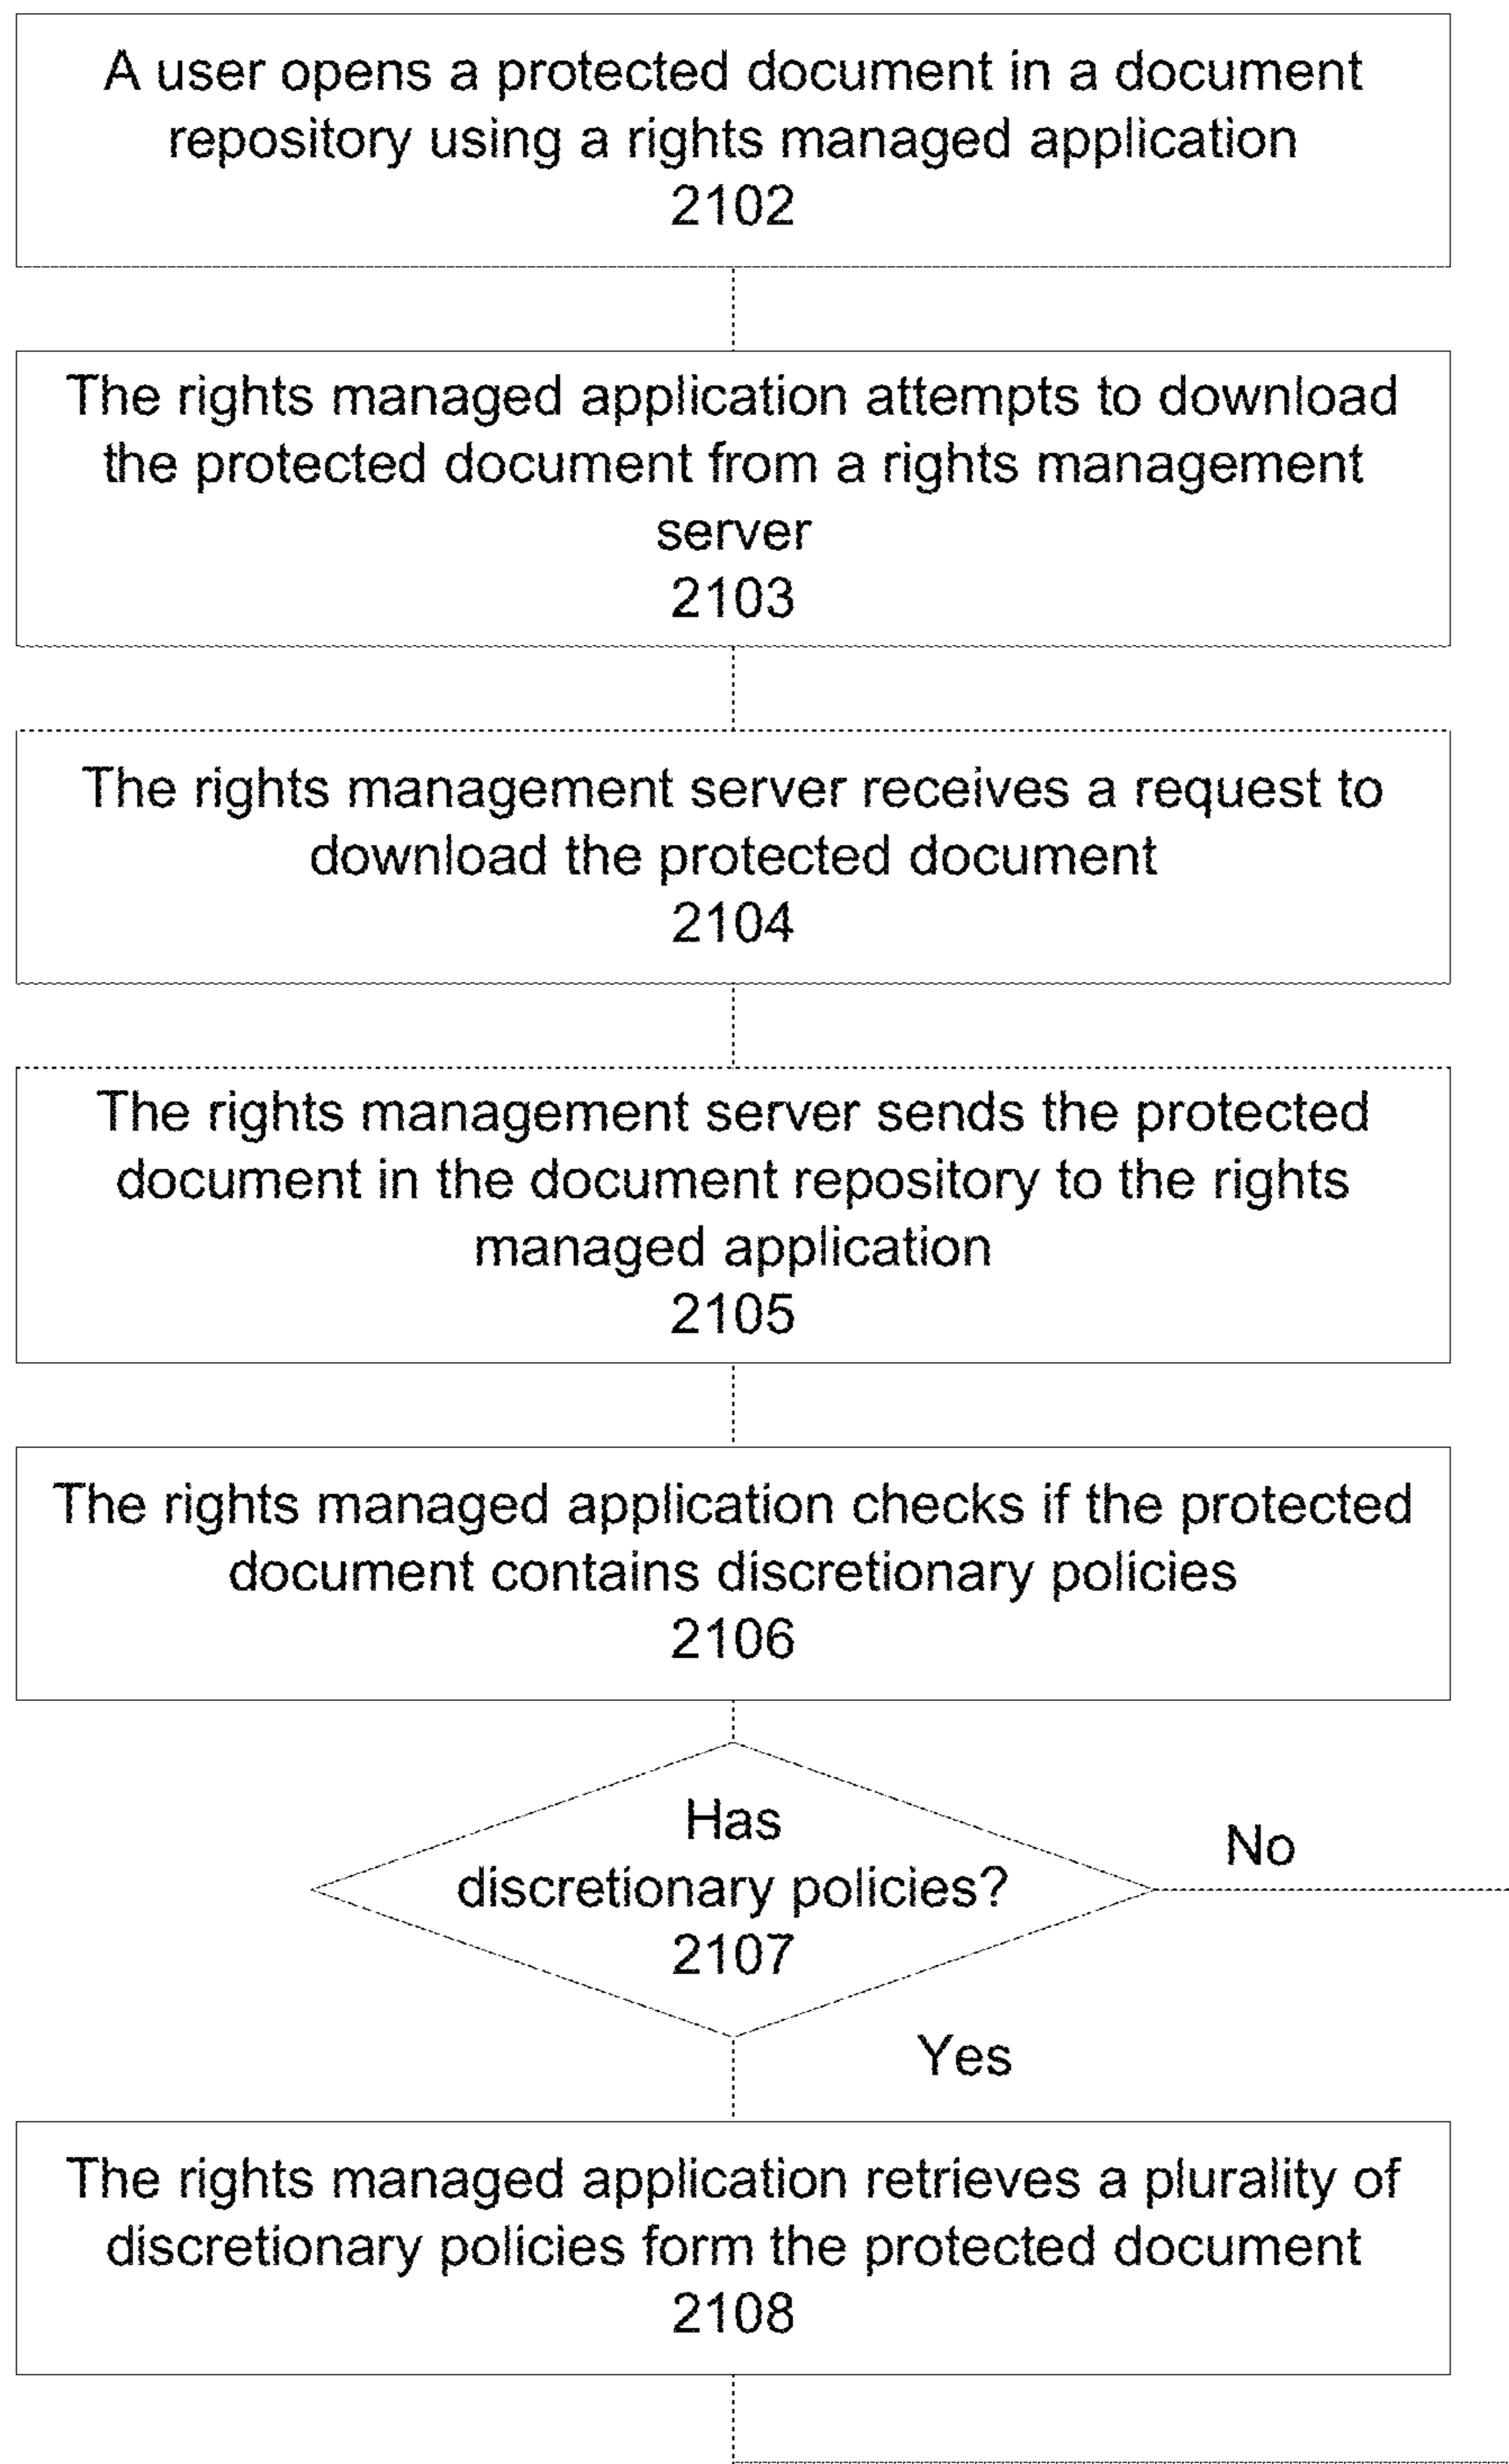 A user opens a protected document in a document
repository using a rights managed application
2102
The rights managed application attempts to download
the protected document from a rights management
server
2103
The rights management server receives a request to
download the protected document
2104
The rights management server sends the protected
document in the document repository to the rights
managed application
2105
The rights managed application checks if the protected
document contains discretionary policies
2106
Has
discretionary policies?
2107
No
Yes
The rights managed application retrieves a plurality of
discretionary policies form the protected document
2108